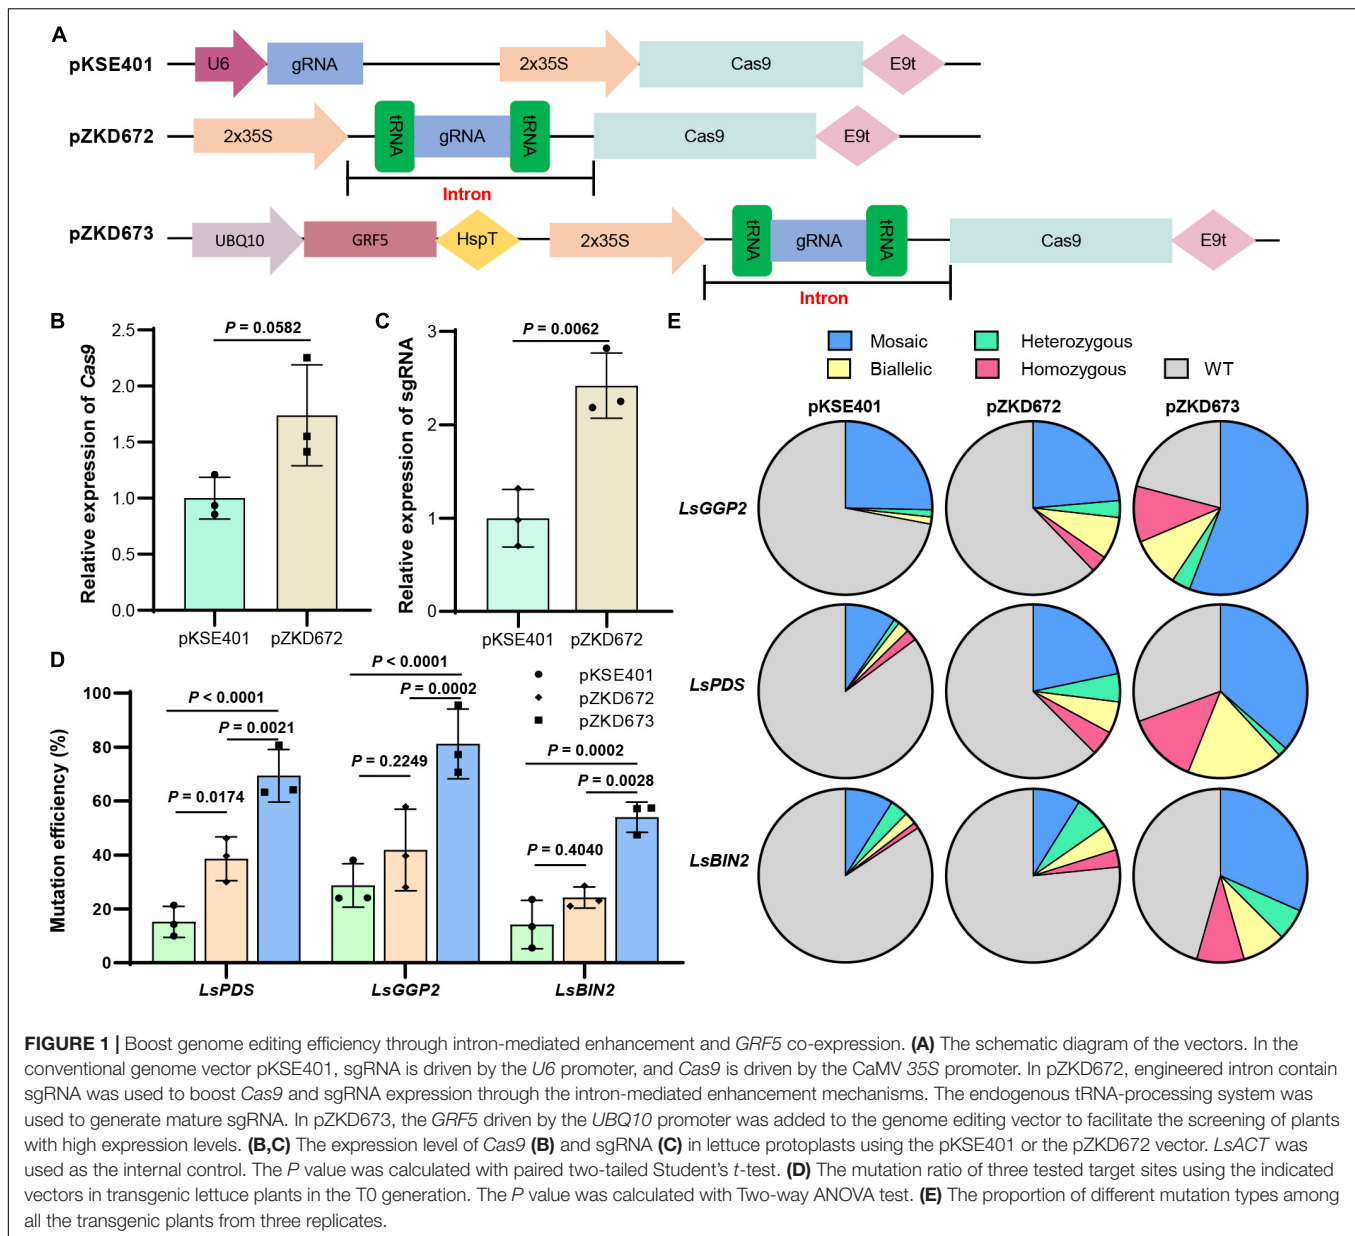 A
pKSE401
U6
gRNA
2x35S
Cas9
E9t
pZKD672
2x35S
tRNA
gRNA
tRNA
Cas9
E9t
Intron
pZKD673
UBQ10
GRF5
HspT
2x35S
tRNA
gRNA
tRNA
Cas9
E9t
Intron
B
Relative expression of Cas9
2.5
2.0
1.5
1.0
0.5
0.0
P = 0.0582
pKSE401
pZKD672
C
Relative expression of sgRNA
3
2
1
0
P = 0.0062
pKSE401
pZKD672
D
Mutation efficiency (%)
100
80
60
40
20
0
P < 0.0001
P = 0.0021
P = 0.0174
P < 0.0001
P = 0.0002
P = 0.2249
P = 0.0002
P = 0.0028
P = 0.4040
pKSE401
pZKD672
pZKD673
LsPDS
LsGGP2
LsBIN2
E
Mosaic
Heterozygous
Biallelic
Homozygous
WT
pKSE401
pZKD672
pZKD673
LsGGP2
LsPDS
LsBIN2
FIGURE 1 | Boost genome editing efficiency through intron-mediated enhancement and GRF5 co-expression. (A) The schematic diagram of the vectors. In the
conventional genome vector pKSE401, sgRNA is driven by the U6 promoter, and Cas9 is driven by the CaMV 35S promoter. In pZKD672, engineered intron contain
sgRNA was used to boost Cas9 and sgRNA expression through the intron-mediated enhancement mechanisms. The endogenous tRNA-processing system was
used to generate mature sgRNA. In pZKD673, the GRF5 driven by the UBQ10 promoter was added to the genome editing vector to facilitate the screening of plants
with high expression levels. (B,C) The expression level of Cas9 (B) and sgRNA (C) in lettuce protoplasts using the pKSE401 or the pZKD672 vector. LsACT was
used as the internal control. The P value was calculated with paired two-tailed Student's t-test. (D) The mutation ratio of three tested target sites using the indicated
vectors in transgenic lettuce plants in the T0 generation. The P value was calculated with Two-way ANOVA test. (E) The proportion of different mutation types among
all the transgenic plants from three replicates.